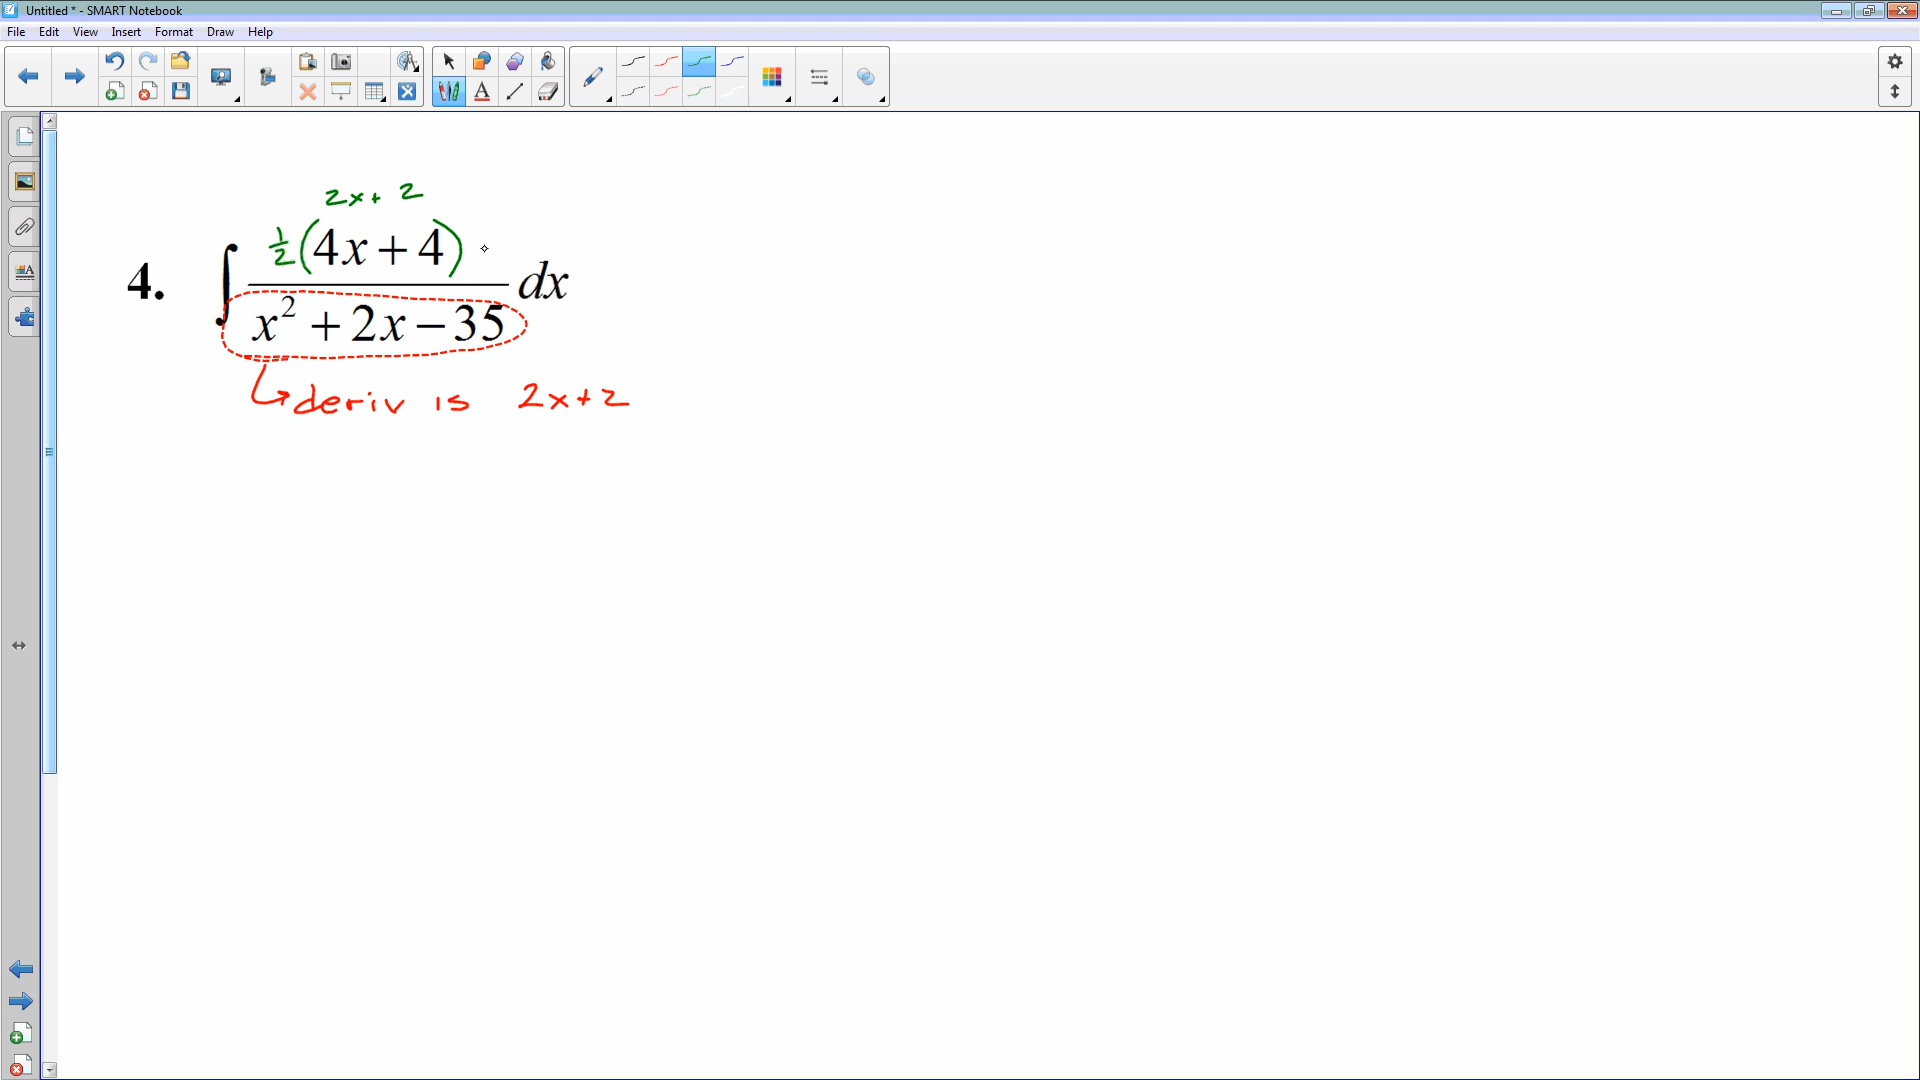 Untitled * - SMART Notebook
File Edit View Insert Format Draw Help
2x + 2
4. ∫ ½(4x + 4) / x² + 2x − 35 dx
deriv is 2x+2